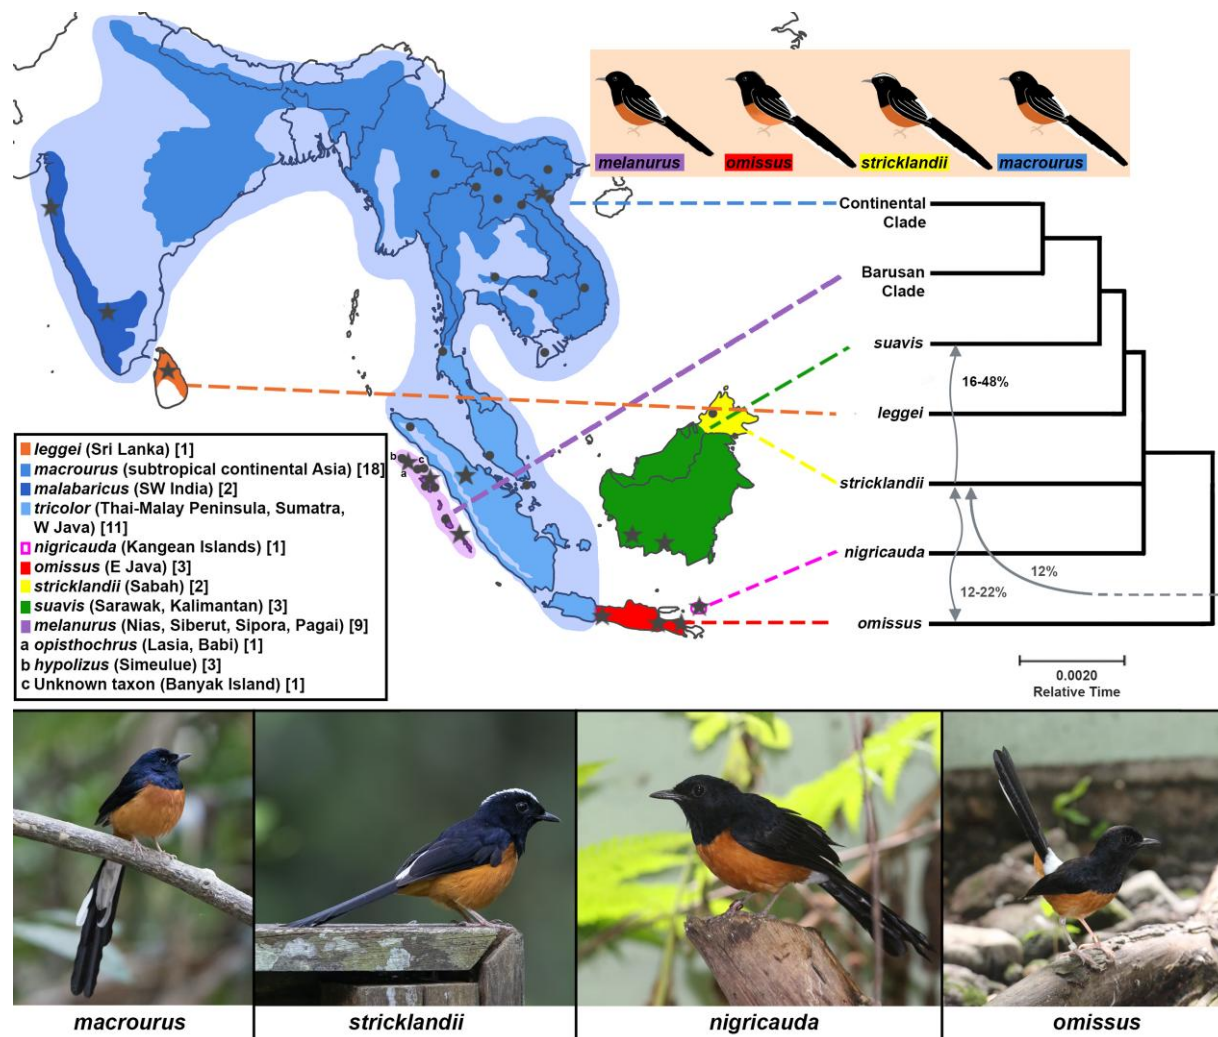 melanurus
omissus
stricklandii
macrourus
Continental
Clade
Barusan
Clade
suavis
16-48%
leggei
stricklandii
nigricauda
12%
12-22%
omissus
0.0020
Relative Time
b
c
a
leggei (Sri Lanka) [1]
macrourus (subtropical continental Asia) [18]
malabaricus (SW India) [2]
tricolor (Thai-Malay Peninsula, Sumatra,
W Java) [11]
nigricauda (Kangean Islands) [1]
omissus (E Java) [3]
stricklandii (Sabah) [2]
suavis (Sarawak, Kalimantan) [3]
melanurus (Nias, Siberut, Sipora, Pagai) [9]
a opisthochrus (Lasia, Babi) [1]
b hypolizus (Simeulue) [3]
c Unknown taxon (Banyak Island) [1]
macrourus
stricklandii
nigricauda
omissus